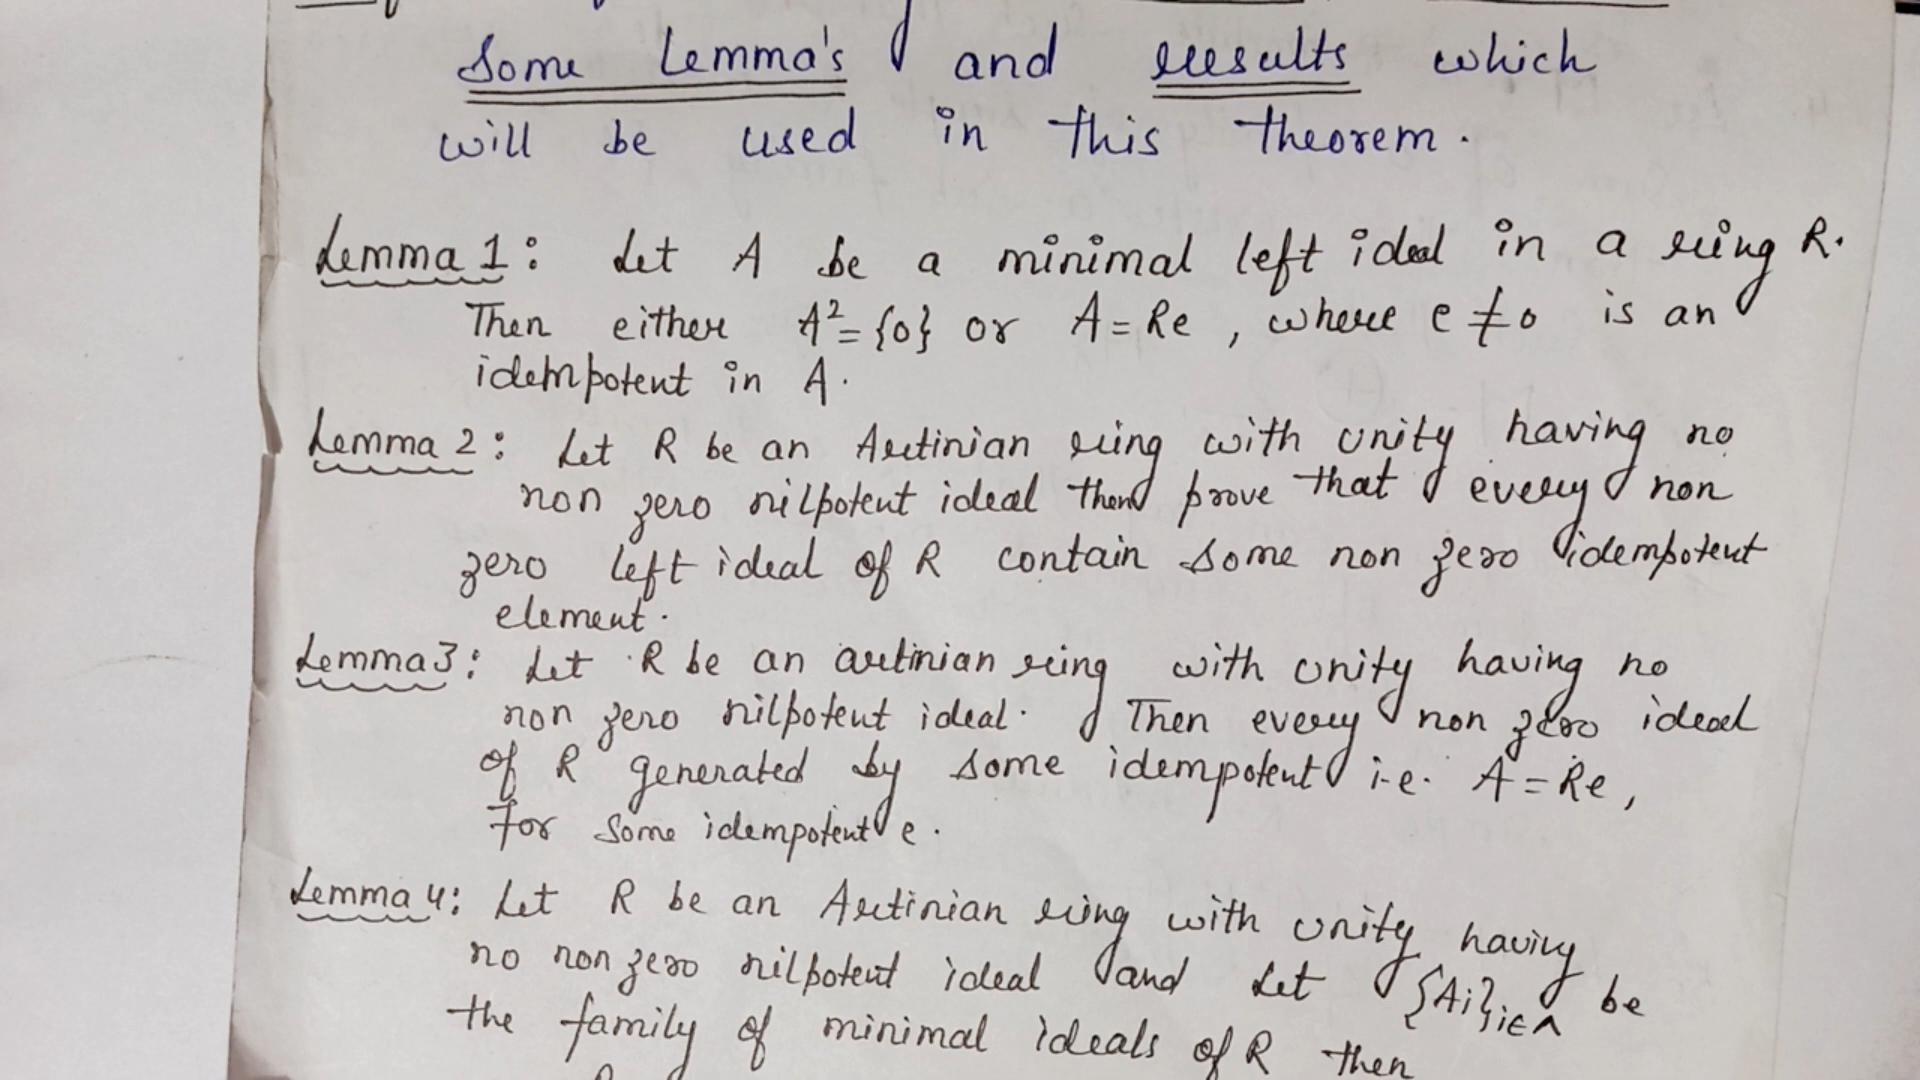 Some Lemma's and results which
will be used in this theorem.
Lemma 1: Let A be a minimal left ideal in a ring R.
Then either A²={0} or A=Re, where e≠0 is an
idempotent in A.
Lemma 2: Let R be an Artinian ring with unity having no
non zero nilpotent ideal then prove that every non
zero left ideal of R contain some non zero idempotent
element.
Lemma 3: Let R be an artinian ring with unity having no
non zero nilpotent ideal. Then every non zero ideal
of R generated by some idempotent i.e. A=Re,
for some idempotent e.
Lemma 4: Let R be an Artinian ring with unity having
no non zero nilpotent ideal and Let {Ai}i∈Λ be
the family of minimal ideals of R then